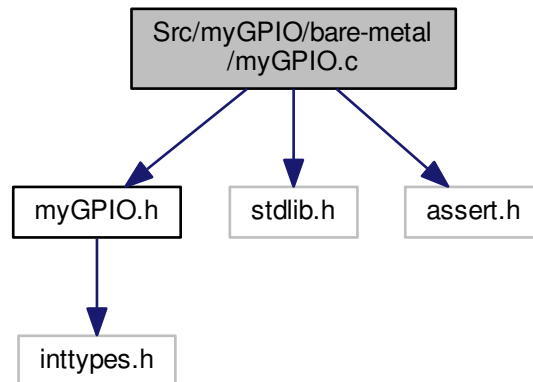 Src/myGPIO/bare-metal
/myGPIO.c
myGPIO.h
stdlib.h
assert.h
inttypes.h